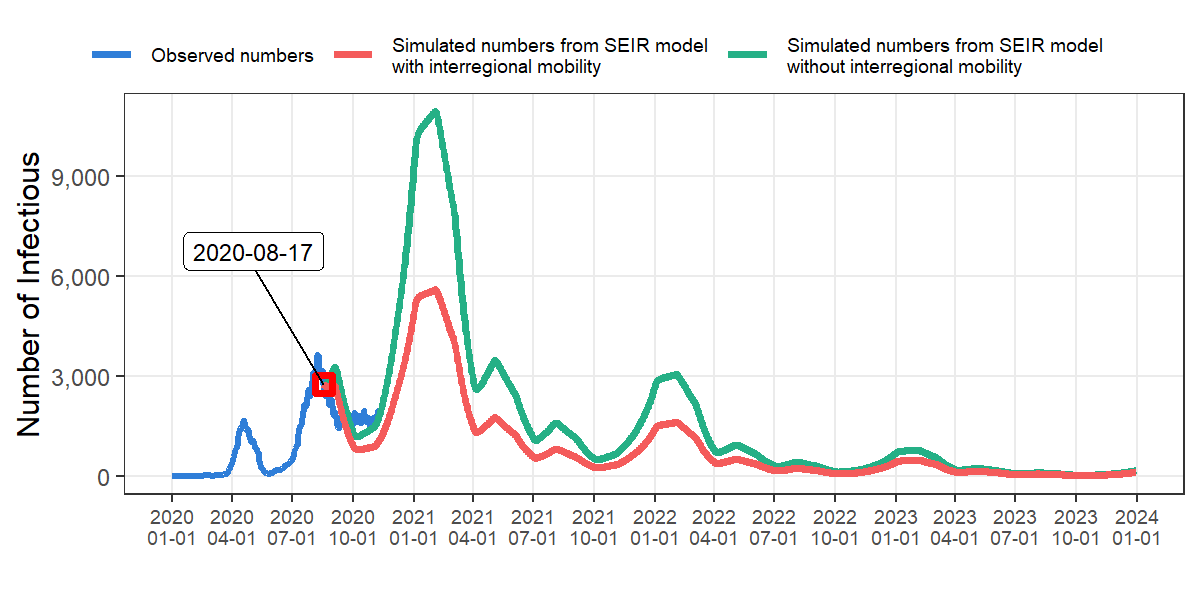 Observed numbers
Simulated numbers from SEIR model
with interregional mobility
Simulated numbers from SEIR model
without interregional mobility
Number of Infectious
9,000
6,000
3,000
0
2020-08-17
2020 2020 2020 2020 2021 2021 2021 2021 2022 2022 2022 2022 2023 2023 2023 2023 2024
01-01 04-01 07-01 10-01 01-01 04-01 07-01 10-01 01-01 04-01 07-01 10-01 01-01 04-01 07-01 10-01 01-01